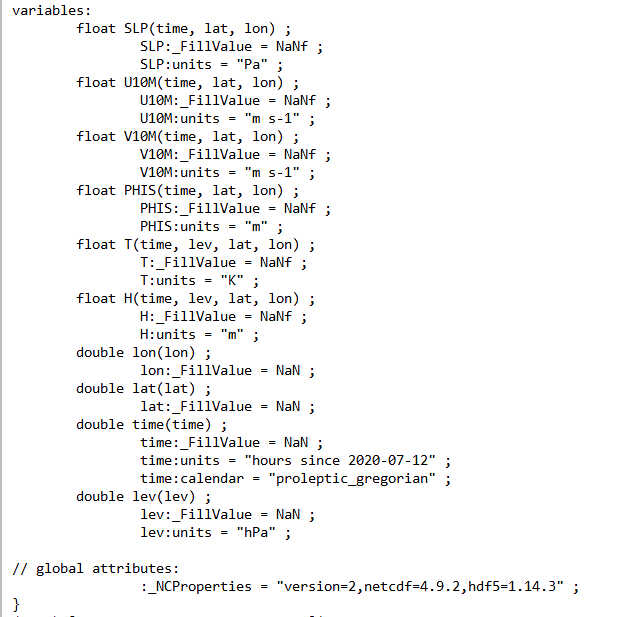 variables:
float SLP(time, lat, lon) ;
SLP:_FillValue = NaNf ;
SLP:units = "Pa" ;
float U10M(time, lat, lon) ;
U10M:_FillValue = NaNf ;
U10M:units = "m s-1" ;
float V10M(time, lat, lon) ;
V10M:_FillValue = NaNf ;
V10M:units = "m s-1" ;
float PHIS(time, lat, lon) ;
PHIS:_FillValue = NaNf ;
PHIS:units = "m" ;
float T(time, lev, lat, lon) ;
T:_FillValue = NaNf ;
T:units = "K" ;
float H(time, lev, lat, lon) ;
H:_FillValue = NaNf ;
H:units = "m" ;
double lon(lon) ;
lon:_FillValue = NaN ;
double lat(lat) ;
lat:_FillValue = NaN ;
double time(time) ;
time:_FillValue = NaN ;
time:units = "hours since 2020-07-12" ;
time:calendar = "proleptic_gregorian" ;
double lev(lev) ;
lev:_FillValue = NaN ;
lev:units = "hPa" ;
// global attributes:
:_NCProperties = "version=2,netcdf=4.9.2,hdf5=1.14.3" ;
}